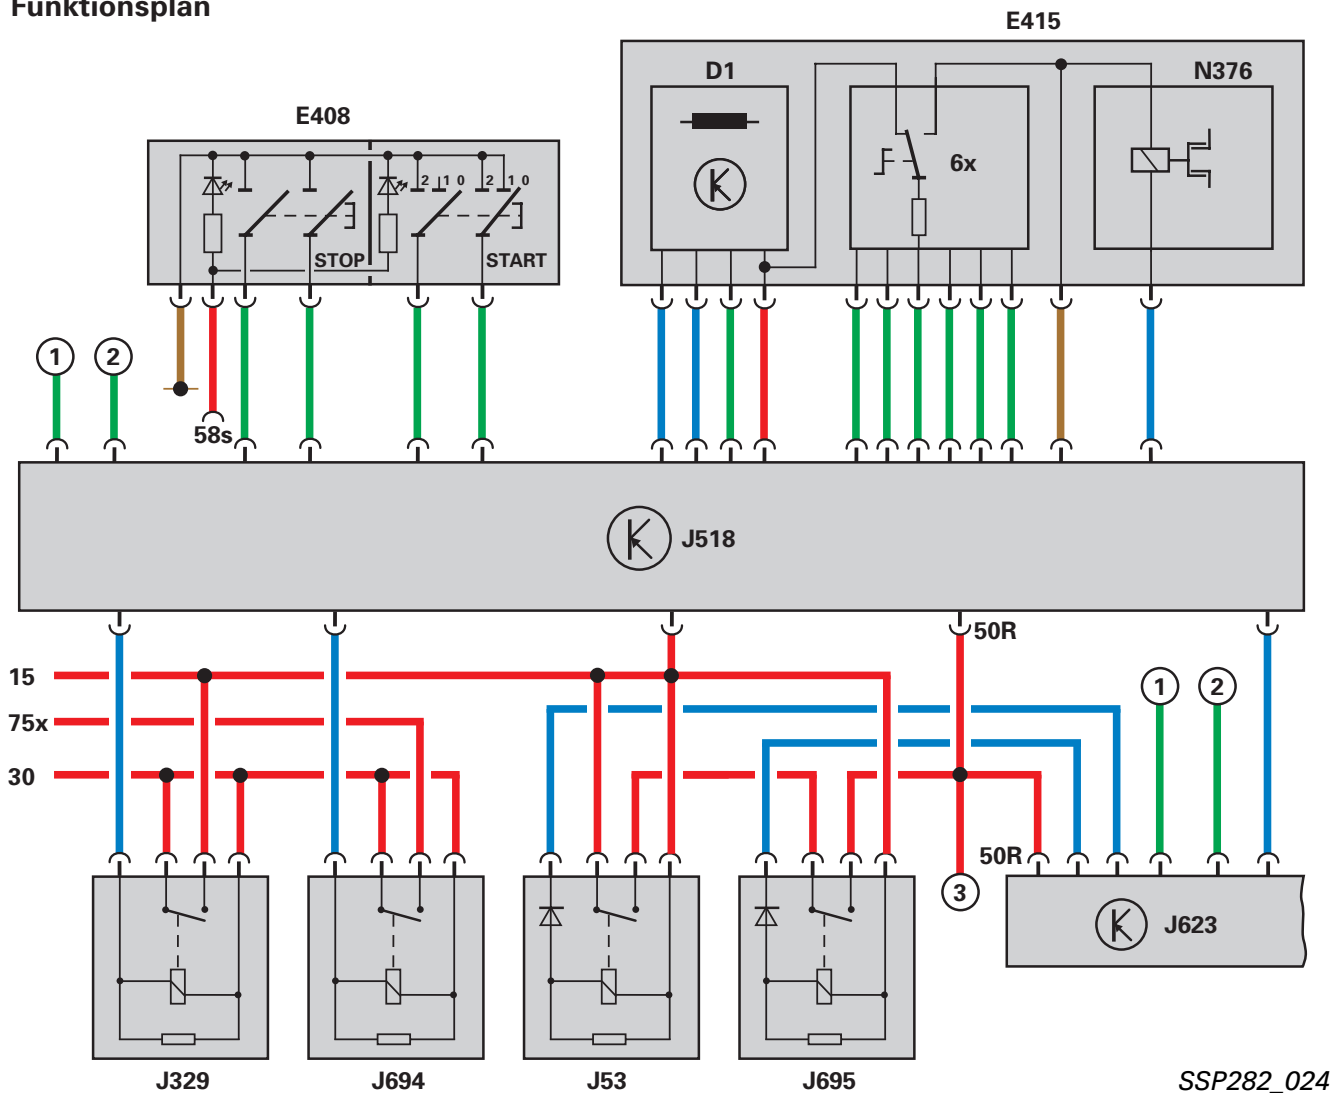 Funktionsplan
E415
D1
N376
E408
6x
2 1 0 2 1 0
STOP START
1 2
58s
J518
50R
15
1 2
75x
30
50R
3
J623
J329 J694 J53 J695
SSP282_024